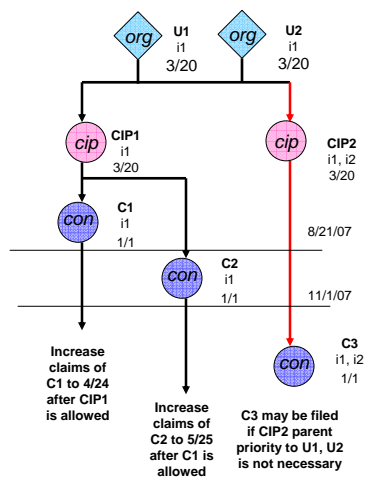 org
U1
i1
3/20
org
U2
i1
3/20
cip
CIP1
i1
3/20
cip
CIP2
i1, i2
3/20
con
C1
i1
1/1
8/21/07
con
C2
i1
1/1
11/1/07
con
C3
i1, i2
1/1
Increase
claims of
C1 to 4/24
after CIP1
is allowed
Increase
claims of
C2 to 5/25
after C1 is
allowed
C3 may be filed
if CIP2 parent
priority to U1, U2
is not necessary